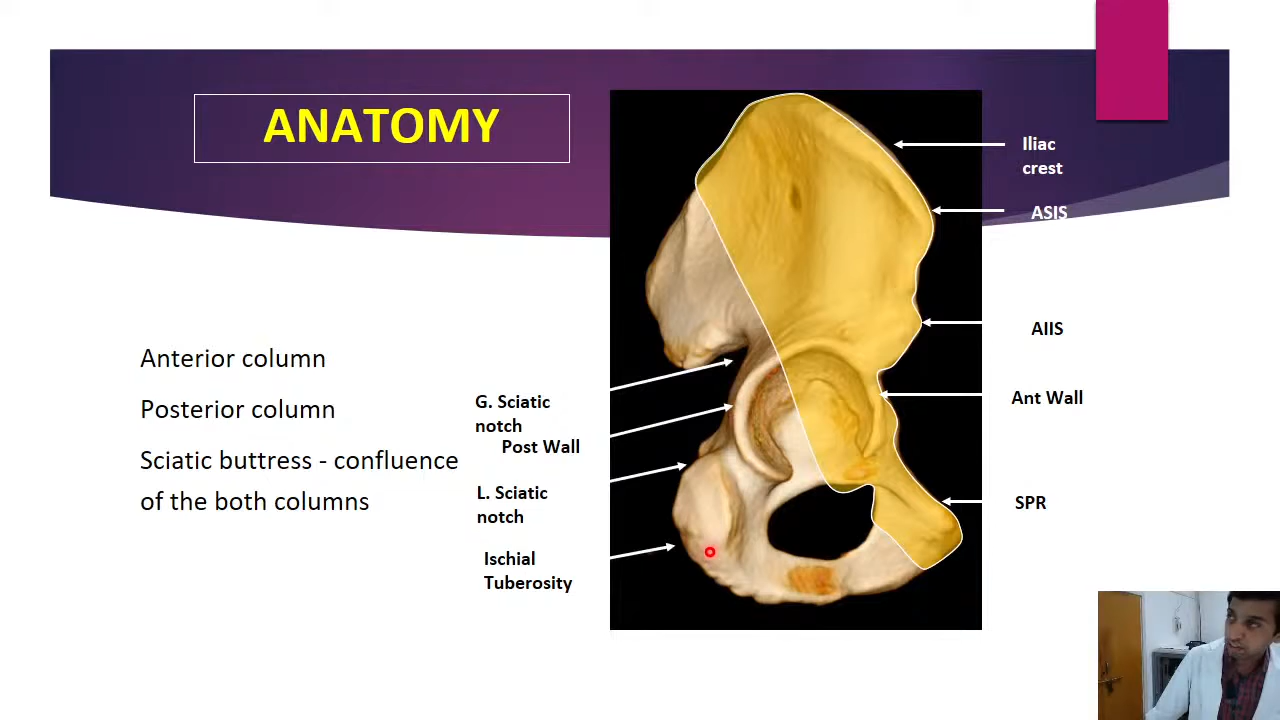 ANATOMY
Iliac
crest
ASIS
AIIS
Anterior column
Ant Wall
Posterior column
G. Sciatic
notch
Post Wall
Sciatic buttress - confluence
of the both columns
L. Sciatic
notch
SPR
Ischial
Tuberosity